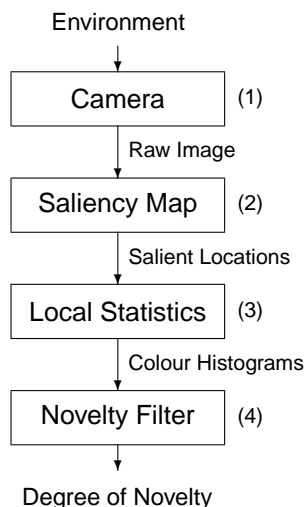 Environment
Camera (1)
Raw Image
Saliency Map (2)
Salient Locations
Local Statistics (3)
Colour Histograms
Novelty Filter (4)
Degree of Novelty